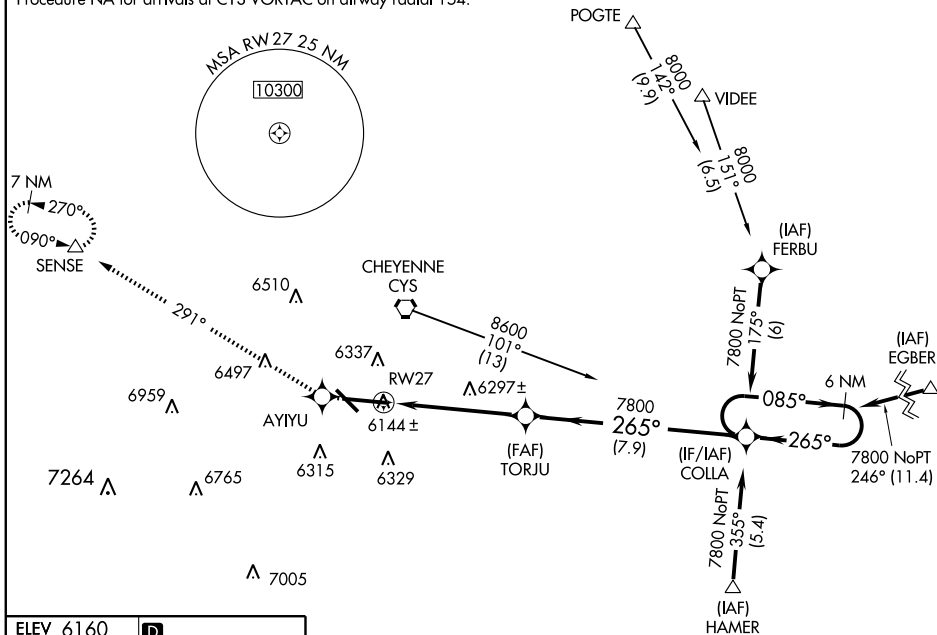 Procedure NA for arrivals at CYS VORTAC on airway radial 154.
POGTE
8000
142°
(9.9)
VIDEE
8000
151°
(6.5)
MSA RW27 25 NM
10300
7 NM
270°
090°
SENSE
291°
(IAF)
FERBU
7800 NoPT
175°
(6)
CHEYENNE
CYS
8600
101°
(13)
6510
6337
6497
6959
RW27
6297±
6144±
AYIYU
(FAF)
TORJU
7800
265°
(7.9)
(IF/IAF)
COLLA
085°
265°
6 NM
(IAF)
EGBER
7800 NoPT
246° (11.4)
6315
6329
7264
6765
7005
7800 NoPT
355°
(5.4)
(IAF)
HAMER
ELEV 6160
D